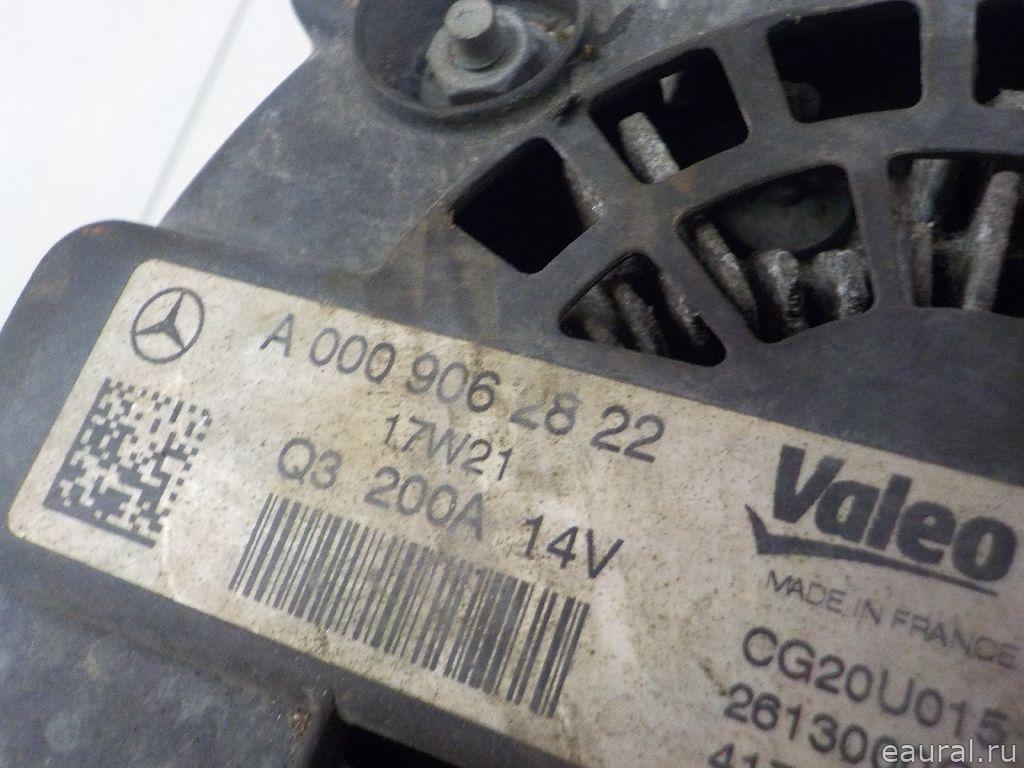 A 000 906 28 22
17W21
Q3 200A 14V
Valeo
MADE IN FRANCE
CG20U015
eaural.ru